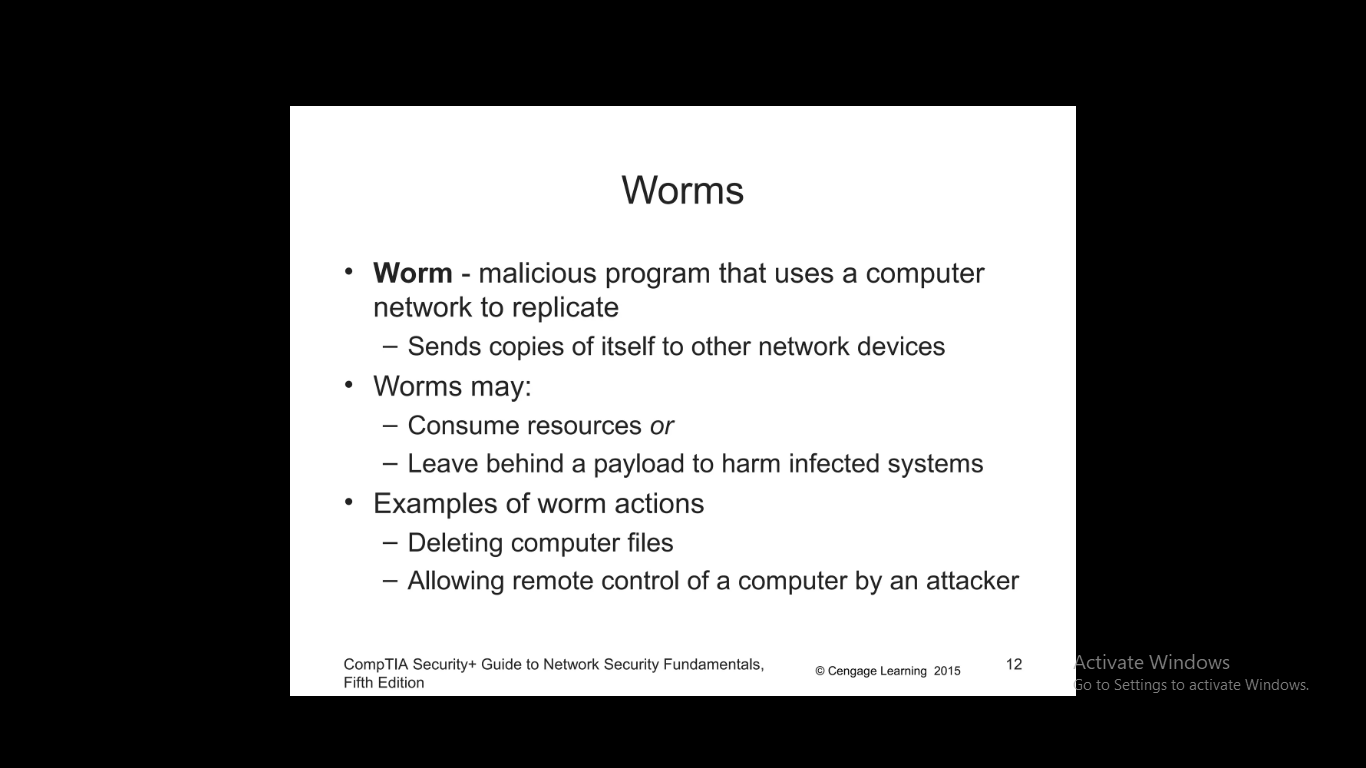 Worms
• Worm - malicious program that uses a computer
network to replicate
– Sends copies of itself to other network devices
• Worms may:
– Consume resources or
– Leave behind a payload to harm infected systems
• Examples of worm actions
– Deleting computer files
– Allowing remote control of a computer by an attacker
CompTIA Security+ Guide to Network Security Fundamentals,
Fifth Edition
© Cengage Learning 2015
12
Activate Windows
Go to Settings to activate Windows.